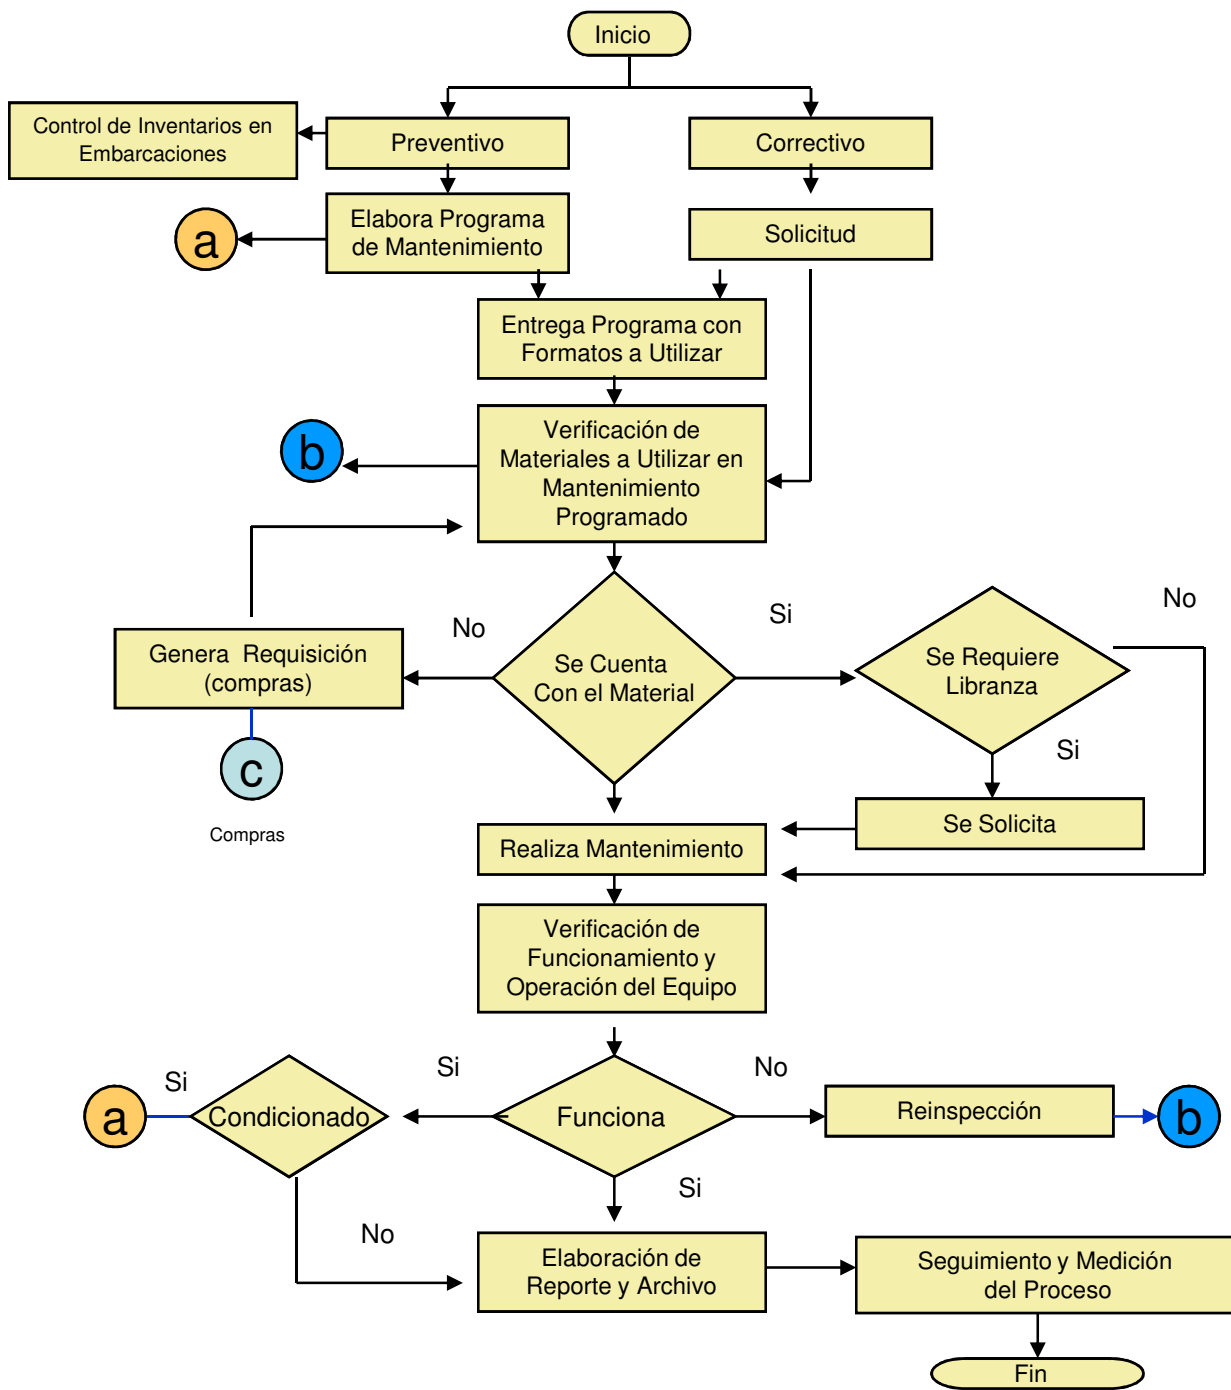 Inicio
Control de Inventarios en
Embarcaciones
Preventivo
Correctivo
a
Elabora Programa
de Mantenimiento
Solicitud
Entrega Programa con
Formatos a Utilizar
b
Verificación de
Materiales a Utilizar en
Mantenimiento
Programado
No
Si
No
Genera Requisición
(compras)
Se Cuenta
Con el Material
Se Requiere
Libranza
Si
c
Compras
Se Solicita
Realiza Mantenimiento
Verificación de
Funcionamiento y
Operación del Equipo
Si
Si
No
a
Condicionado
Funciona
Reinspección
b
Si
No
Elaboración de
Reporte y Archivo
Seguimiento y Medición
del Proceso
Fin